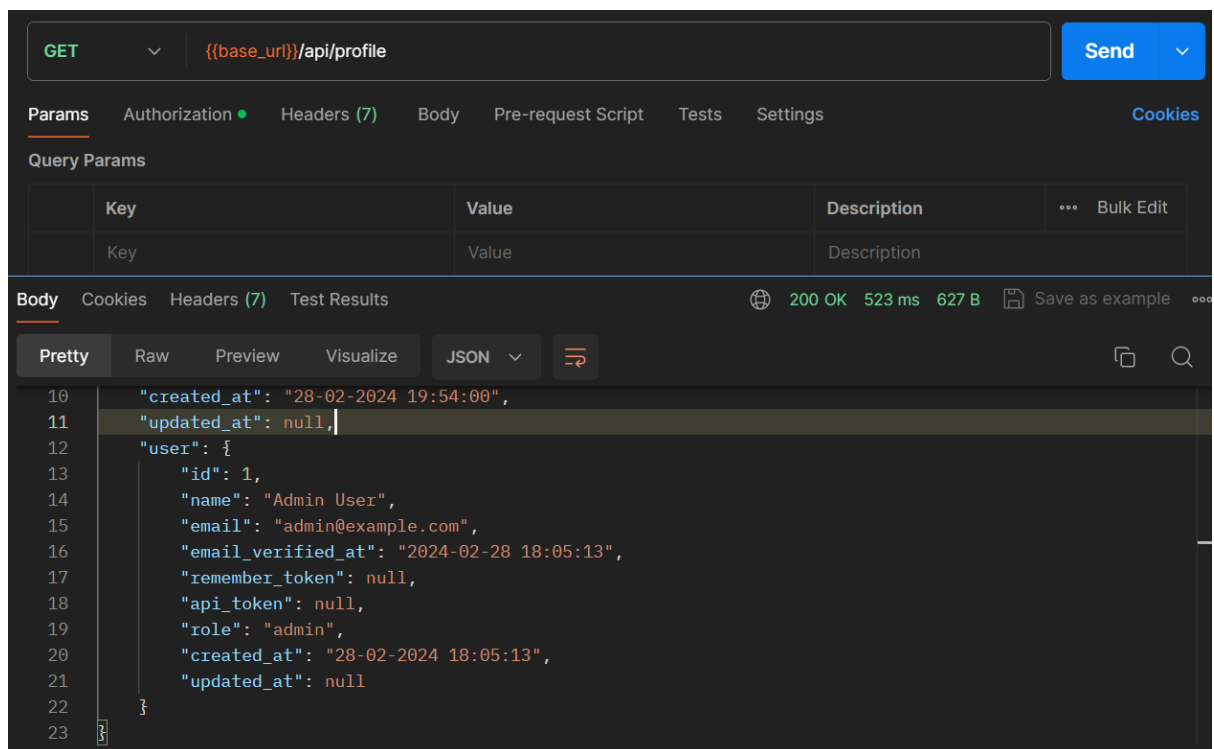 GET {{base_url}}/api/profile Send
Params Authorization Headers (7) Body Pre-request Script Tests Settings Cookies
Query Params
Key Value Description Bulk Edit
Key Value Description
Body Cookies Headers (7) Test Results 200 OK 523 ms 627 B Save as example
Pretty Raw Preview Visualize JSON
10 "created_at": "28-02-2024 19:54:00",
11 "updated_at": null,
12 "user": {
13 "id": 1,
14 "name": "Admin User",
15 "email": "admin@example.com",
16 "email_verified_at": "2024-02-28 18:05:13",
17 "remember_token": null,
18 "api_token": null,
19 "role": "admin",
20 "created_at": "28-02-2024 18:05:13",
21 "updated_at": null
22 }
23 }